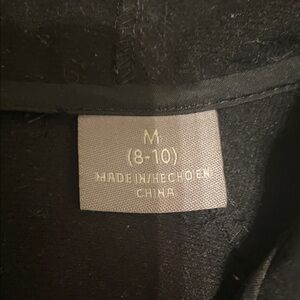 M
(8-10)
MADE IN/HECHO EN
CHINA